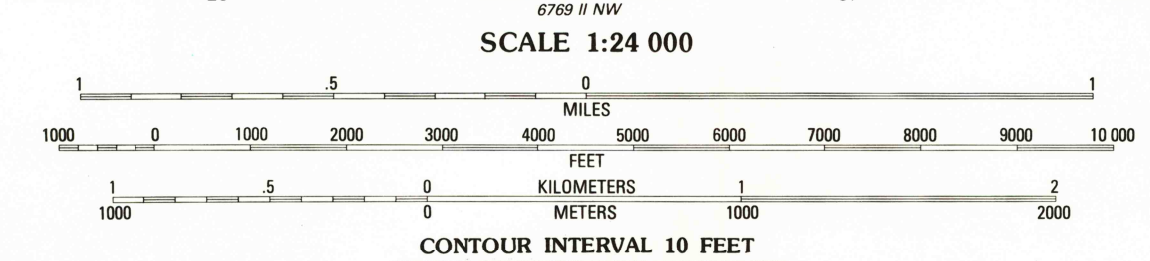 6769 II NW
SCALE 1:24 000
1 .5 0 1
MILES
1000 0 1000 2000 3000 4000 5000 6000 7000 8000 9000 10 000
FEET
1 .5 0 KILOMETERS 1 2
1000 0 METERS 1000 2000
CONTOUR INTERVAL 10 FEET